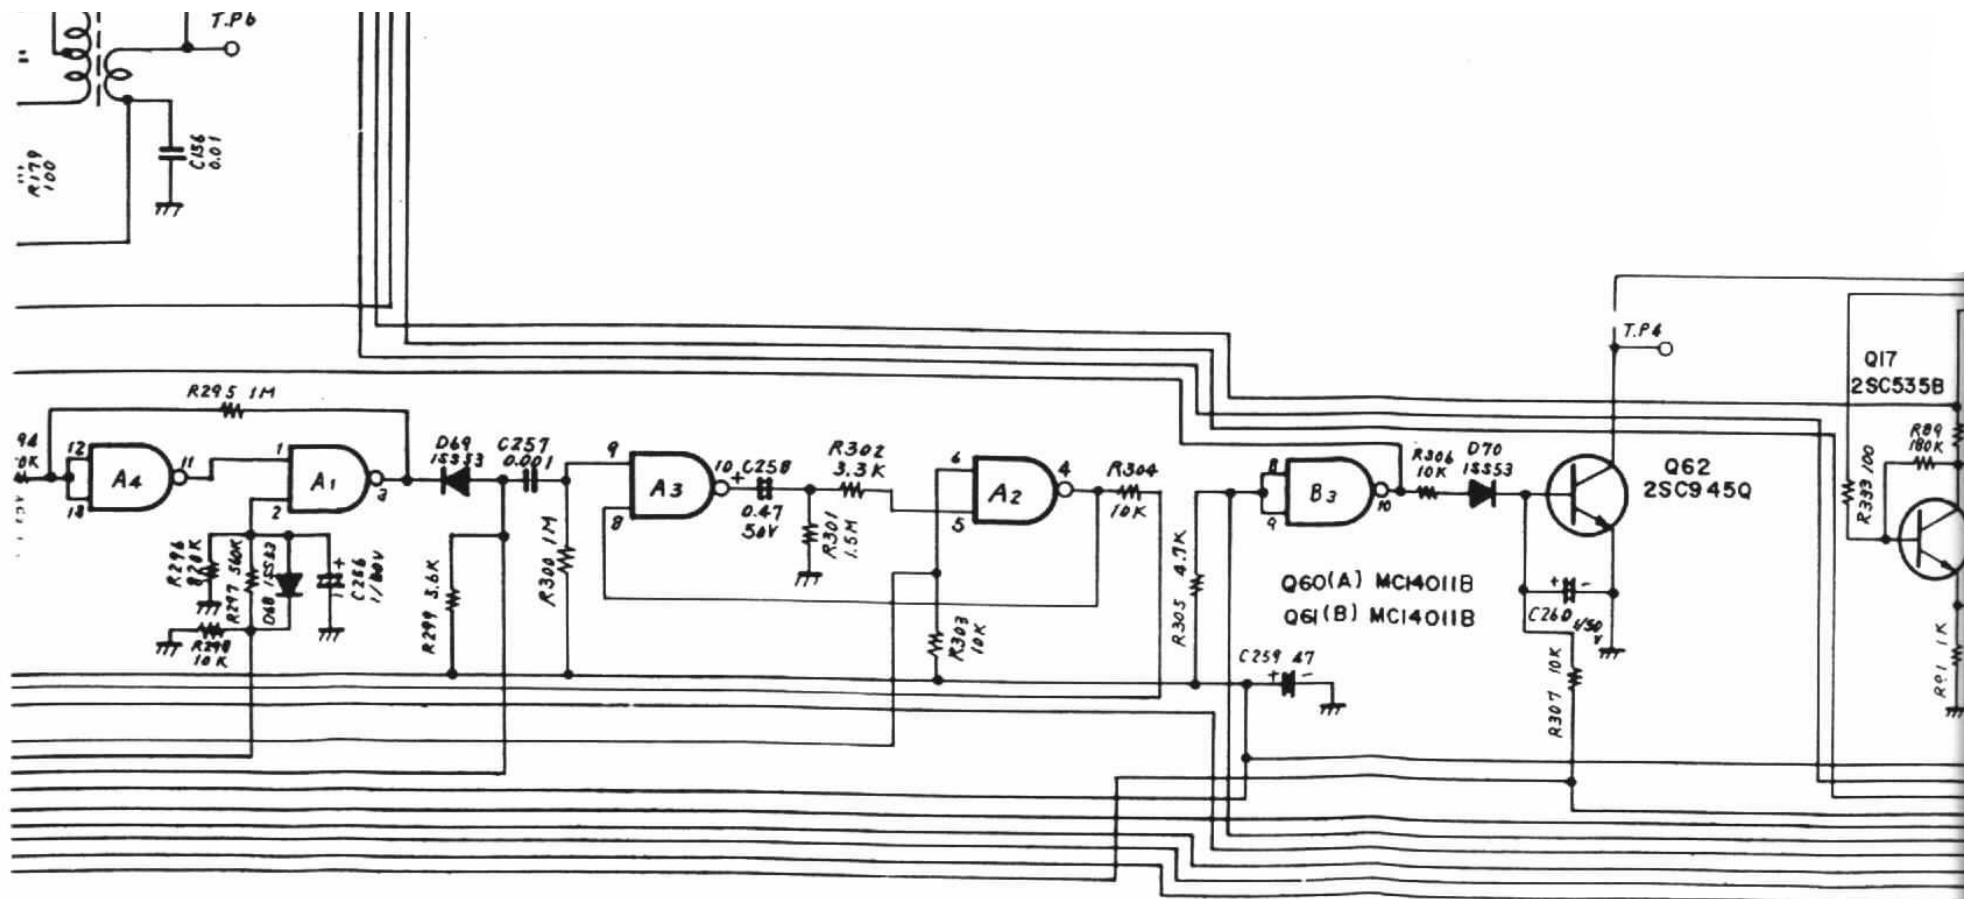 T.P6
R179
100
C156
0.01
T.P4
Q17
2SC535B
R295 1M
94
12
A4
11
13
1
A1
3
2
D69
1SS53
C257
0.001
9
A3
10
8
+
C258
0.47
50V
R302
3.3K
R301
1.5M
6
A2
4
5
R304
10K
8
B3
10
9
R306
10K
D70
1SS53
Q62
2SC945Q
R89
180K
R333 100
R296
820K
R297 560K
D68 1SS53
+
C256
R298
10K
R299 5.6K
R300 1M
R303
10K
R305 4.7K
Q60(A) MC14011B
Q61(B) MC14011B
+ -
C260
1/50
V
C259 47
+ -
R307 10K
R91 1K